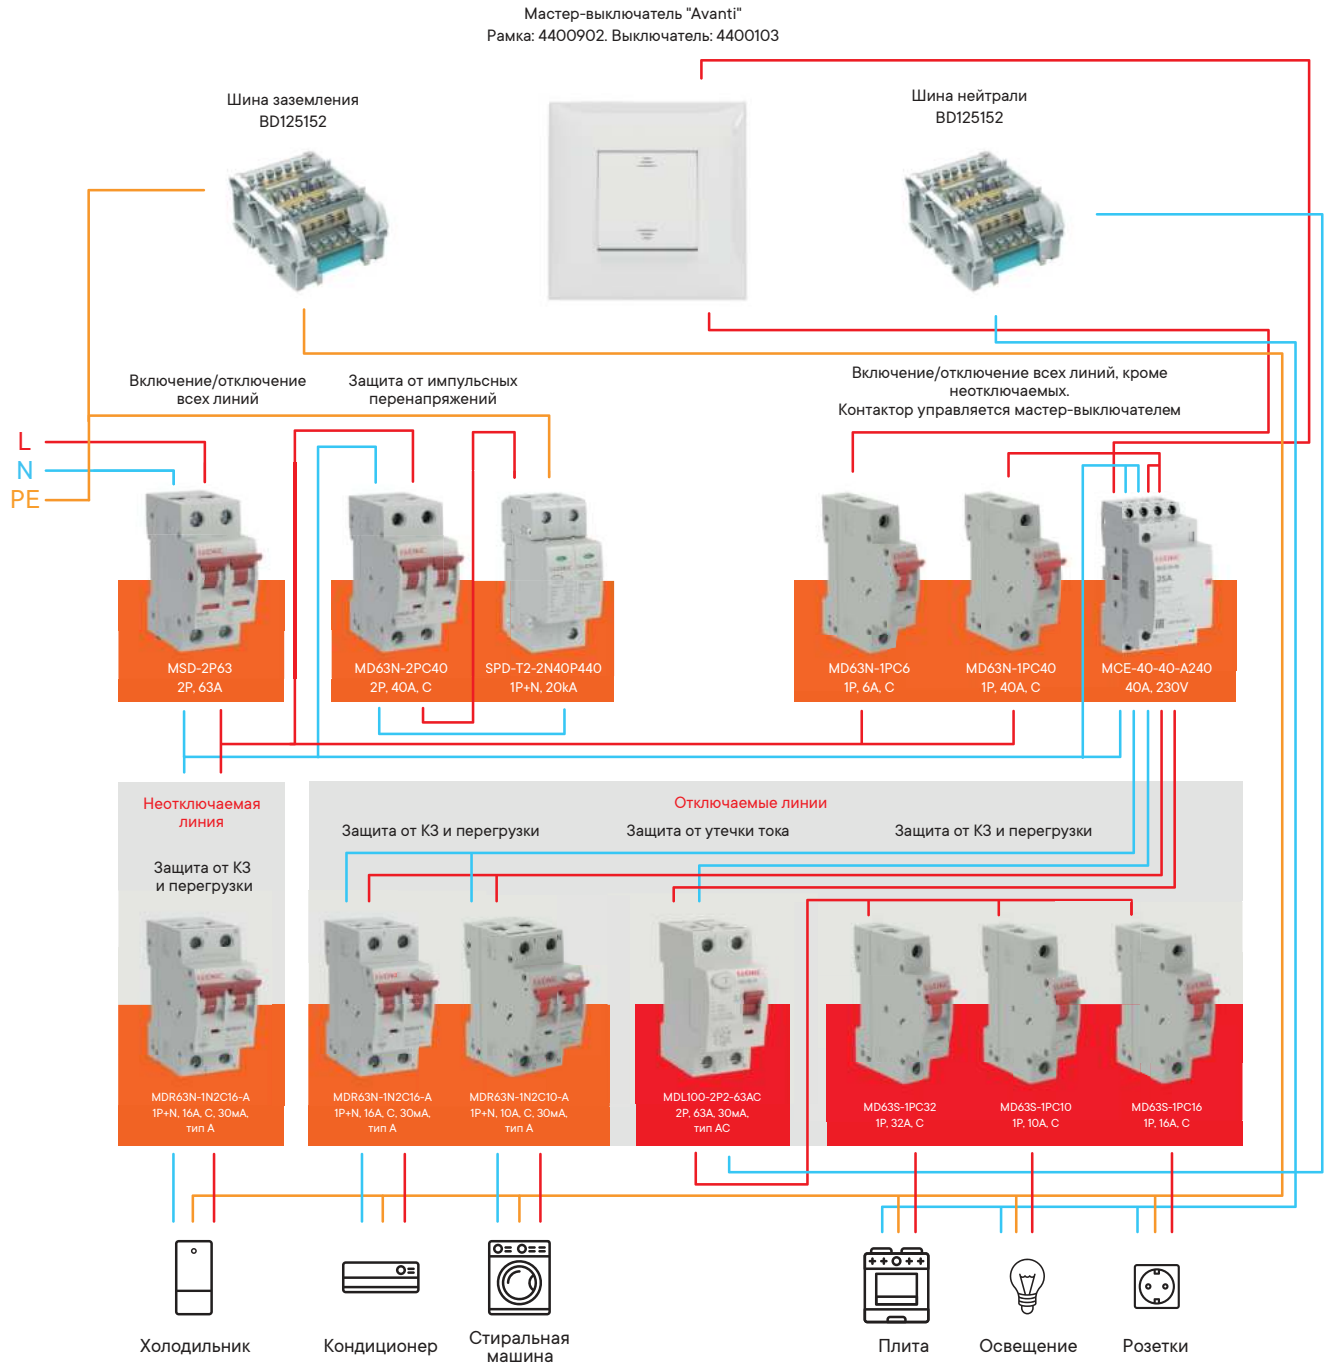 Мастер-выключатель "Avanti"
Рамка: 4400902. Выключатель: 4400103
Шина заземления
BD125152
Шина нейтрали
BD125152
Включение/отключение
всех линий
Защита от импульсных
перенапряжений
Включение/отключение всех линий, кроме
неотключаемых.
Контактор управляется мастер-выключателем
L
N
PE
25A
MSD-2P63
2P, 63A
MD63N-2PC40
2P, 40A, C
SPD-T2-2N40P440
1P+N, 20kA
MD63N-1PC6
1P, 6A, C
MD63N-1PC40
1P, 40A, C
MCE-40-40-A240
40A, 230V
Неотключаемая
линия
Отключаемые линии
Защита от КЗ
и перегрузки
Защита от КЗ и перегрузки
Защита от утечки тока
Защита от КЗ и перегрузки
MDR63N-1N2C16-A
1P+N, 16A, C, 30мА,
тип A
MDR63N-1N2C16-A
1P+N, 16A, C, 30мА,
тип A
MDR63N-1N2C10-A
1P+N, 10A, C, 30мА,
тип A
MDL100-2P2-63AC
2P, 63A, 30мА,
тип AC
MD63S-1PC32
1P, 32A, C
MD63S-1PC10
1P, 10A, C
MD63S-1PC16
1P, 16A, C
Холодильник
Кондиционер
Стиральная
машина
Плита
Освещение
Розетки